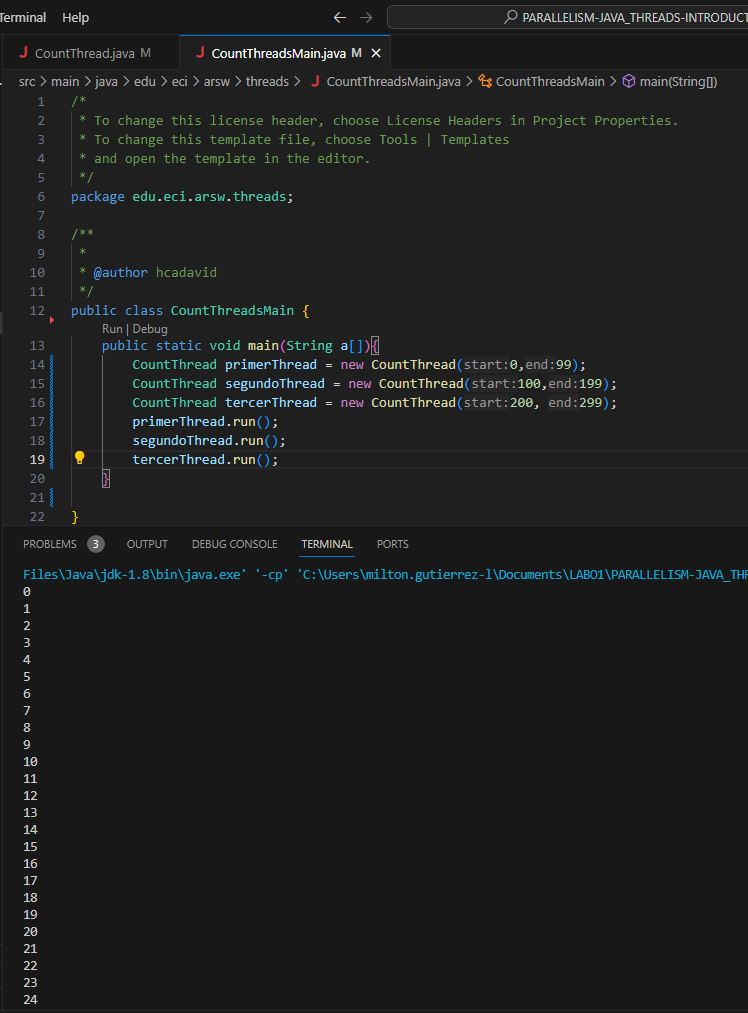 Terminal Help PARALLELISM-JAVA_THREADS-INTRODUCT
CountThread.java M CountThreadsMain.java M
src > main > java > edu > eci > arsw > threads > CountThreadsMain.java > CountThreadsMain > main(String[])
1 /*
2 * To change this license header, choose License Headers in Project Properties.
3 * To change this template file, choose Tools | Templates
4 * and open the template in the editor.
5 */
6 package edu.eci.arsw.threads;
7
8 /**
9 *
10 * @author hcadavid
11 */
12 public class CountThreadsMain {
Run | Debug
13 public static void main(String a[]){
14 CountThread primerThread = new CountThread(start:0,end:99);
15 CountThread segundoThread = new CountThread(start:100,end:199);
16 CountThread tercerThread = new CountThread(start:200, end:299);
17 primerThread.run();
18 segundoThread.run();
19 tercerThread.run();
20 }
21
22 }
PROBLEMS 3 OUTPUT DEBUG CONSOLE TERMINAL PORTS
Files\Java\jdk-1.8\bin\java.exe' '-cp' 'C:\Users\milton.gutierrez-l\Documents\LABO1\PARALLELISM-JAVA_THR
0
1
2
3
4
5
6
7
8
9
10
11
12
13
14
15
16
17
18
19
20
21
22
23
24